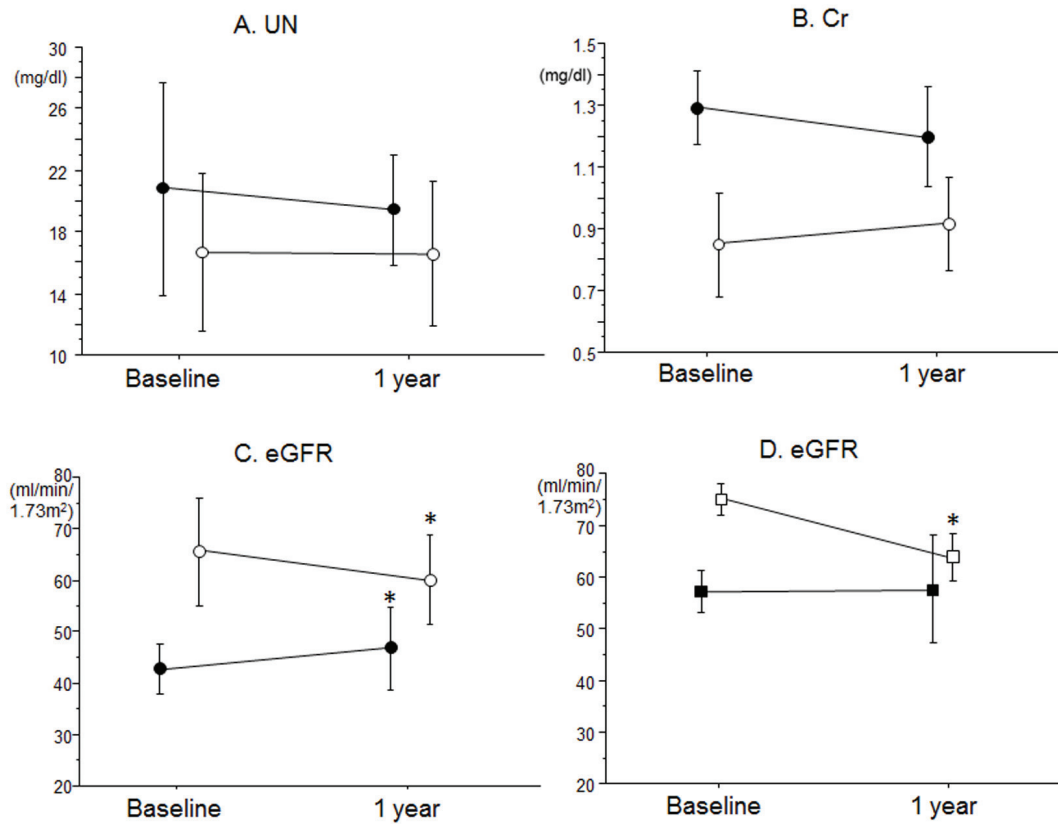 A. UN
30
(mg/dl)
26
22
18
14
10
Baseline
1 year
B. Cr
1.5
(mg/dl)
1.3
1.1
0.9
0.7
0.5
Baseline
1 year
C. eGFR
80
(ml/min/
1.73m²)
70
60
50
40
30
20
*
*
Baseline
1 year
D. eGFR
80
(ml/min/
1.73m²)
70
60
50
40
30
20
*
Baseline
1 year